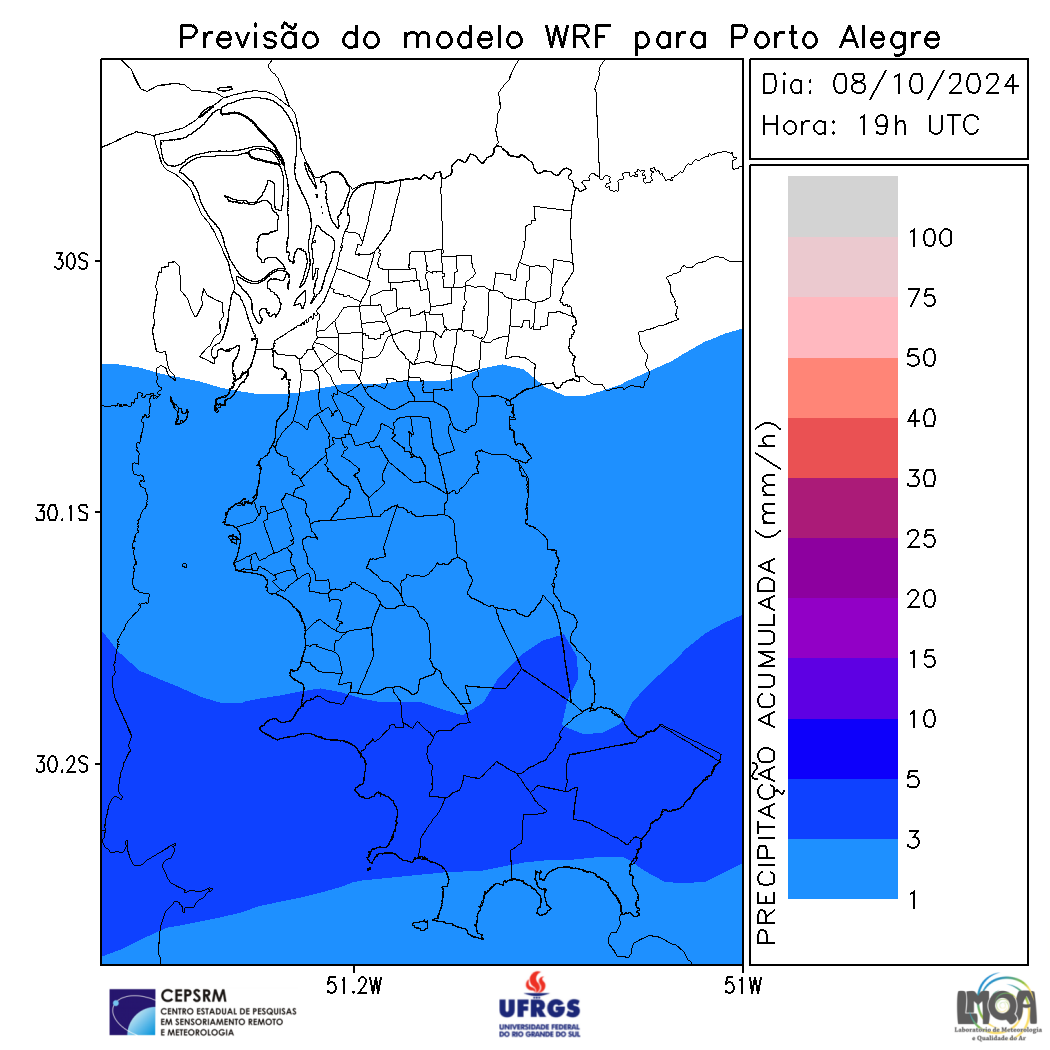 Previsão do modelo WRF para Porto Alegre
Dia: 08/10/2024
Hora: 19h UTC
30S
30.1S
30.2S
51.2W
51W
PRECIPITAÇÃO ACUMULADA (mm/h)
100
75
50
40
30
25
20
15
10
5
3
1
CEPSRM
CENTRO ESTADUAL DE PESQUISAS
EM SENSORIAMENTO REMOTO
E METEOROLOGIA
UFRGS
UNIVERSIDADE FEDERAL
DO RIO GRANDE DO SUL
LMQA
Laboratório de Meteorologia
e Qualidade do Ar